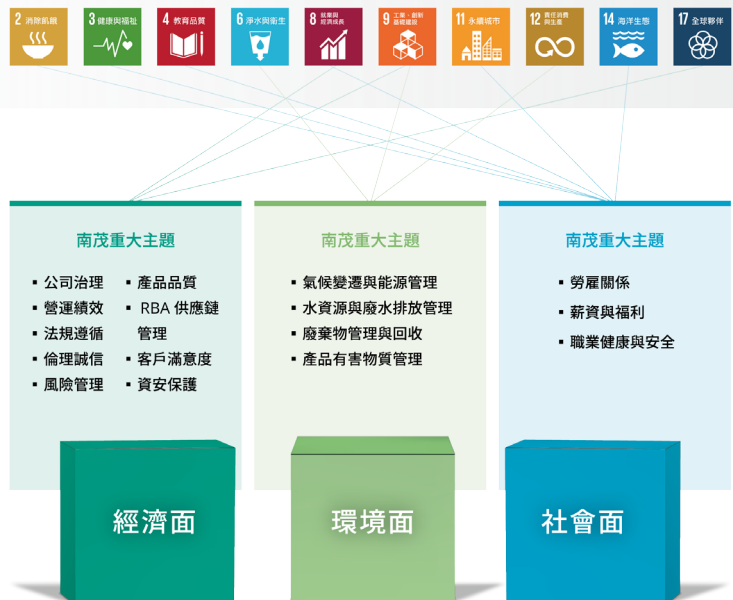 2 消除飢餓
3 健康與福祉
4 教育品質
6 淨水與衛生
8 就業與
經濟成長
9 工業、創新
基礎建設
11 永續城市
12 責任消費
與生產
14 海洋生態
17 全球夥伴
南茂重大主題
▪ 公司治理
▪ 營運績效
▪ 法規遵循
▪ 倫理誠信
▪ 風險管理
▪ 產品品質
▪ RBA 供應鏈
管理
▪ 客戶滿意度
▪ 資安保護
經濟面
南茂重大主題
▪ 氣候變遷與能源管理
▪ 水資源與廢水排放管理
▪ 廢棄物管理與回收
▪ 產品有害物質管理
環境面
南茂重大主題
▪ 勞雇關係
▪ 薪資與福利
▪ 職業健康與安全
社會面